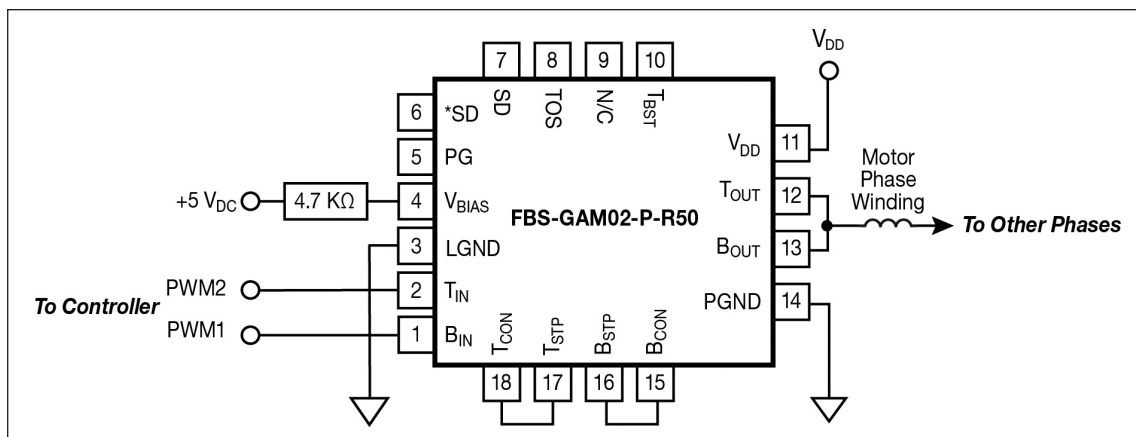 7 8 9 10
SD TOS N/C TBST
VDD
6 *SD
5 PG
+5 VDC 4.7 KΩ 4 VBIAS
3 LGND
PWM2 2 TIN
To Controller
PWM1 1 BIN
FBS-GAM02-P-R50
VDD 11
TOUT 12
BOUT 13
PGND 14
Motor
Phase
Winding
To Other Phases
TCON TSTP BSTP BCON
18 17 16 15